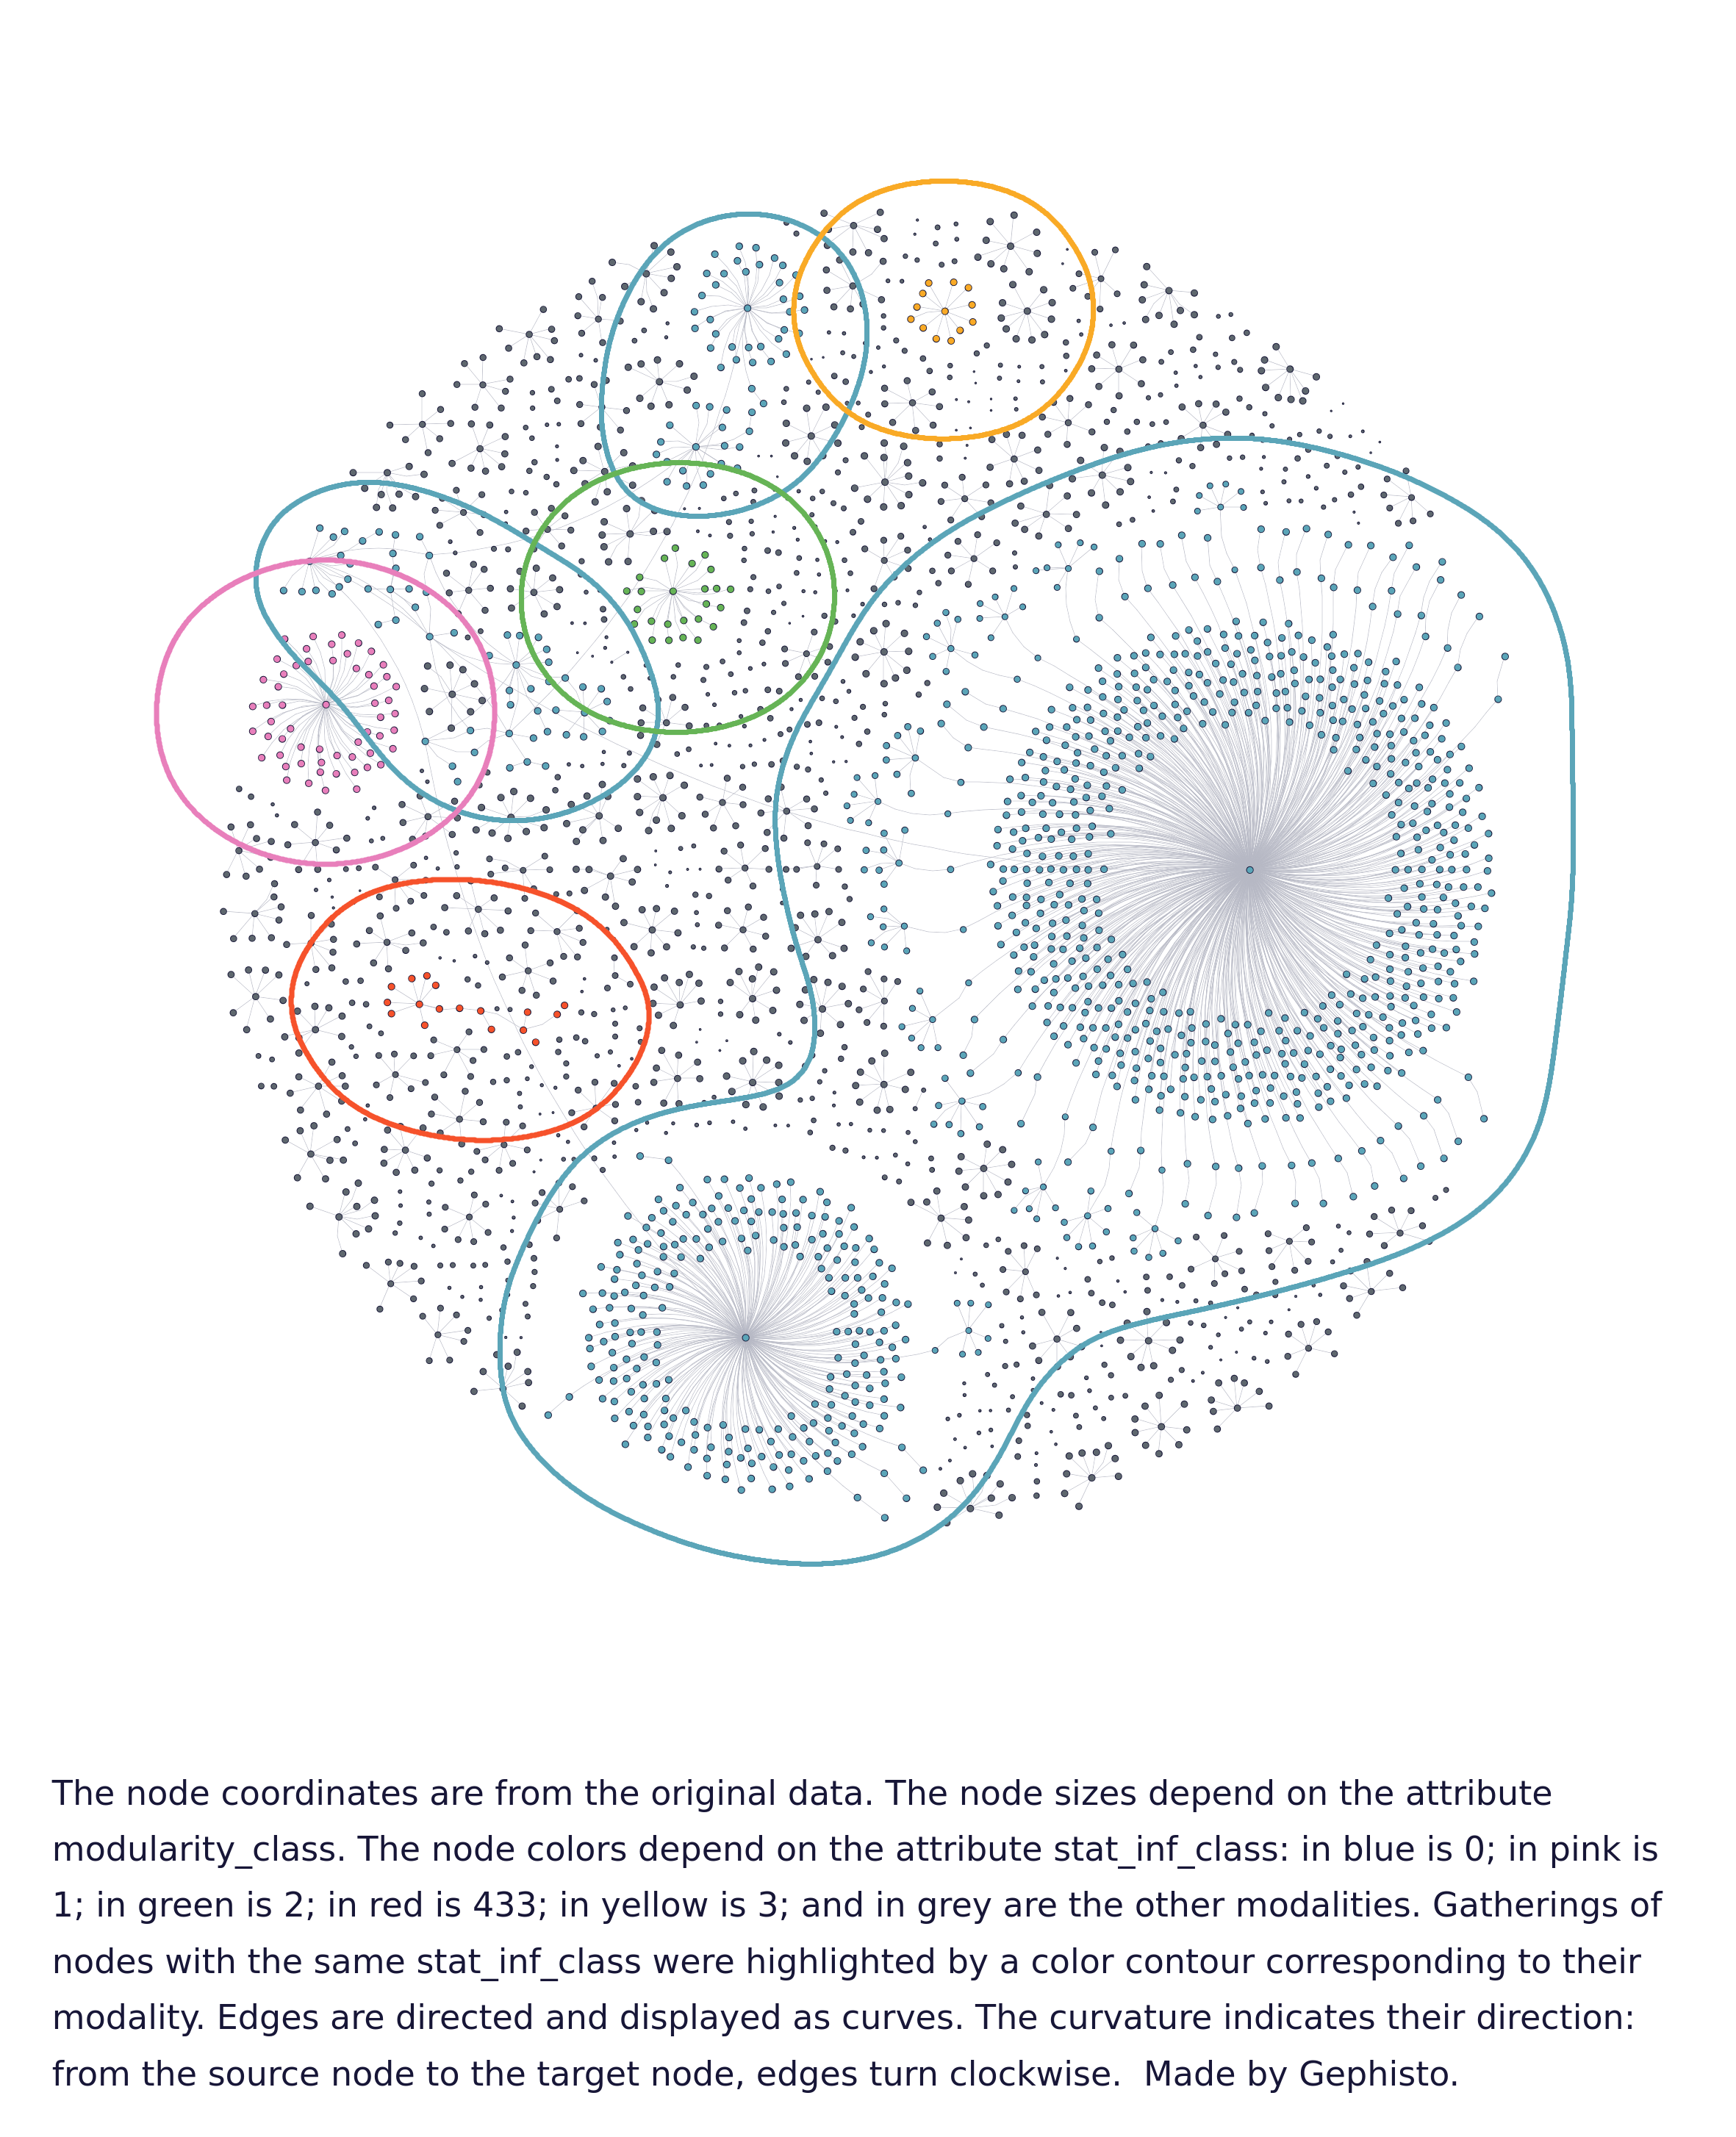 The node coordinates are from the original data. The node sizes depend on the attribute
modularity_class. The node colors depend on the attribute stat_inf_class: in blue is 0; in pink is
1; in green is 2; in red is 433; in yellow is 3; and in grey are the other modalities. Gatherings of
nodes with the same stat_inf_class were highlighted by a color contour corresponding to their
modality. Edges are directed and displayed as curves. The curvature indicates their direction:
from the source node to the target node, edges turn clockwise.  Made by Gephisto.